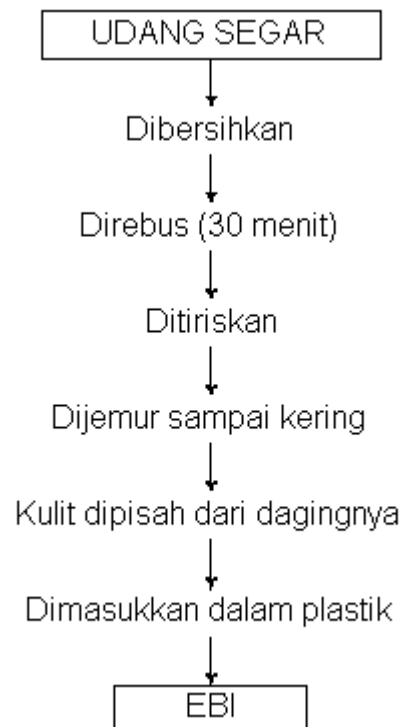 UDANG SEGAR
Dibersihkan
Direbus (30 menit)
Ditiriskan
Dijemur sampai kering
Kulit dipisah dari dagingnya
Dimasukkan dalam plastik
EBI